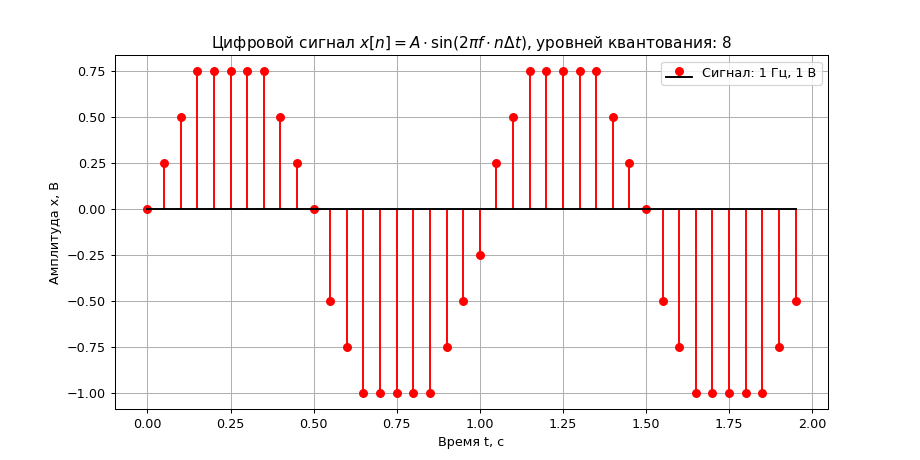 Цифровой сигнал x[n] = A · sin(2πf · nΔt), уровней квантования: 8
Сигнал: 1 Гц, 1 В
Амплитуда x, В
0.75
0.50
0.25
0.00
−0.25
−0.50
−0.75
−1.00
0.00 0.25 0.50 0.75 1.00 1.25 1.50 1.75 2.00
Время t, с